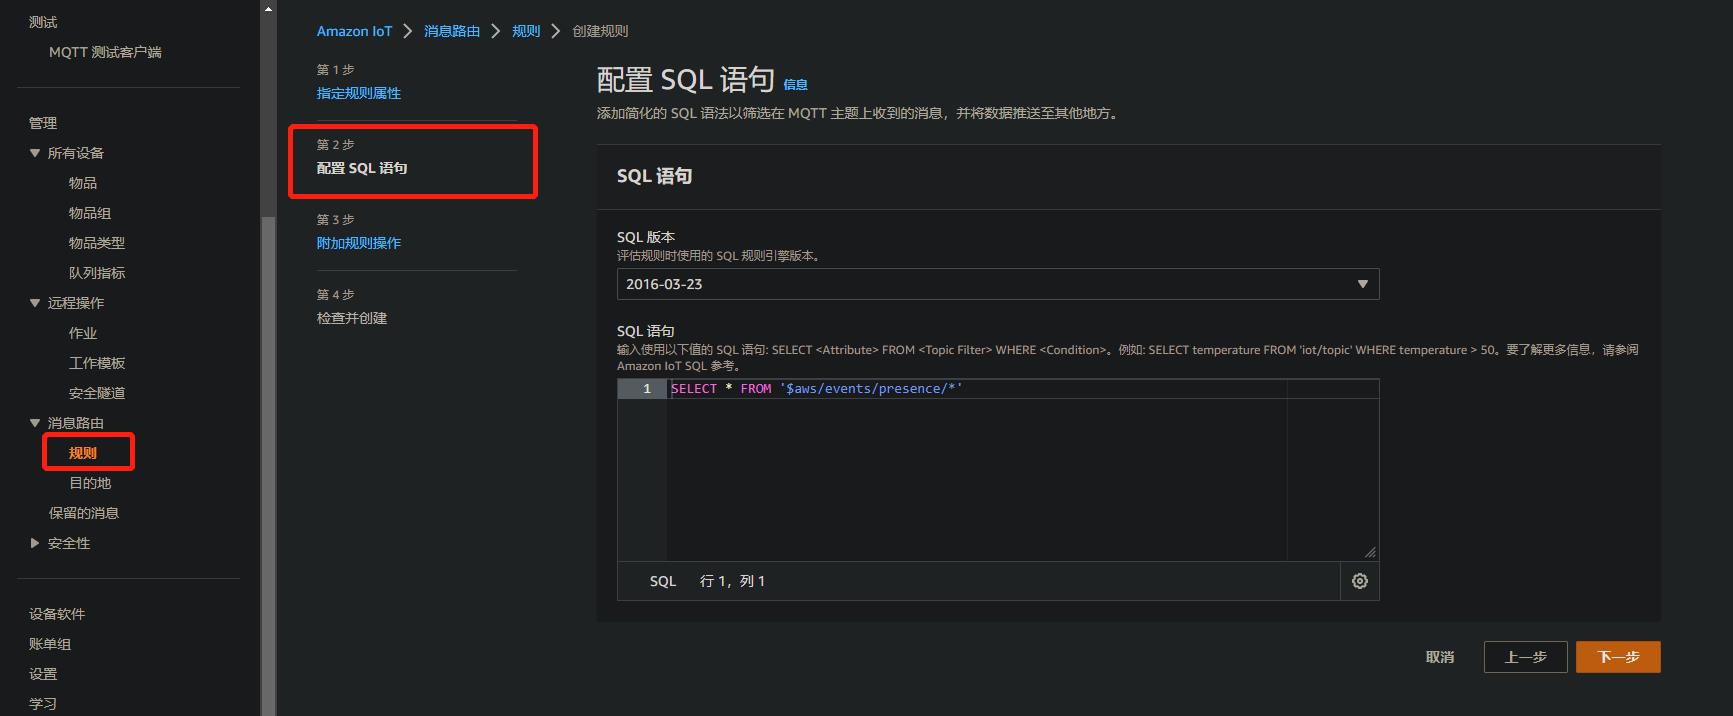 测试
MQTT 测试客户端
管理
所有设备
物品
物品组
物品类型
队列指标
远程操作
作业
工作模板
安全隧道
消息路由
规则
目的地
保留的消息
安全性
设备软件
账单组
设置
学习
Amazon IoT
消息路由
规则
创建规则
第 1 步
指定规则属性
第 2 步
配置 SQL 语句
第 3 步
附加规则操作
第 4 步
检查并创建
配置 SQL 语句 信息
添加简化的 SQL 语法以筛选在 MQTT 主题上收到的消息，并将数据推送至其他地方。
SQL 语句
SQL 版本
评估规则时使用的 SQL 规则引擎版本。
2016-03-23
SQL 语句
输入使用以下值的 SQL 语句: SELECT <Attribute> FROM <Topic Filter> WHERE <Condition>。例如: SELECT temperature FROM 'iot/topic' WHERE temperature > 50。要了解更多信息，请参阅
Amazon IoT SQL 参考。
1 SELECT * FROM '$aws/events/presence/*'
SQL 行 1，列 1
取消
上一步
下一步